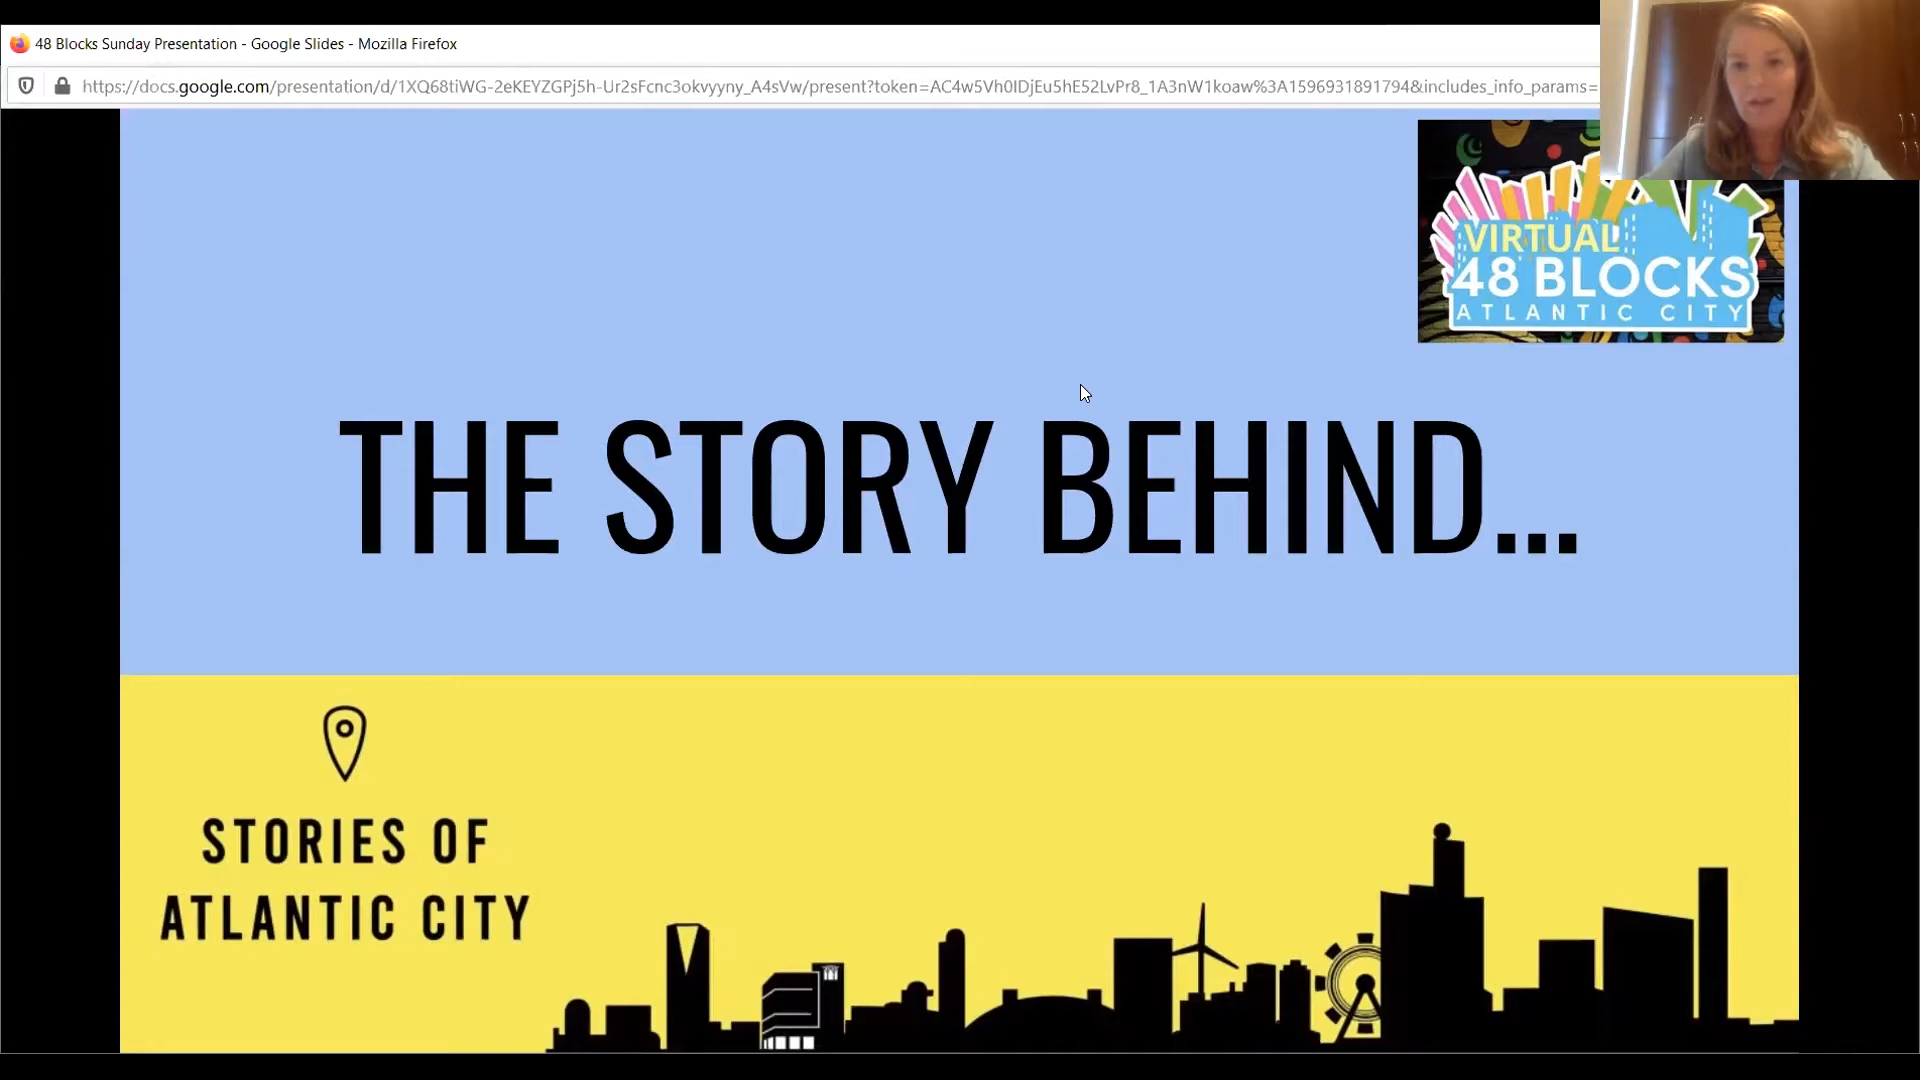 48 Blocks Sunday Presentation - Google Slides - Mozilla Firefox
https://docs.google.com/presentation/d/1XQ68tiWG-2eKEYZGPj5h-Ur2sFcnc3okvyyny_A4sVw/present?token=AC4w5Vh0IDjEu5hE52LvPr8_1A3nW1koaw%3A1596931891794&includes_info_params=
VIRTUAL
48 BLOCKS
ATLANTIC CITY
THE STORY BEHIND...
STORIES OF
ATLANTIC CITY